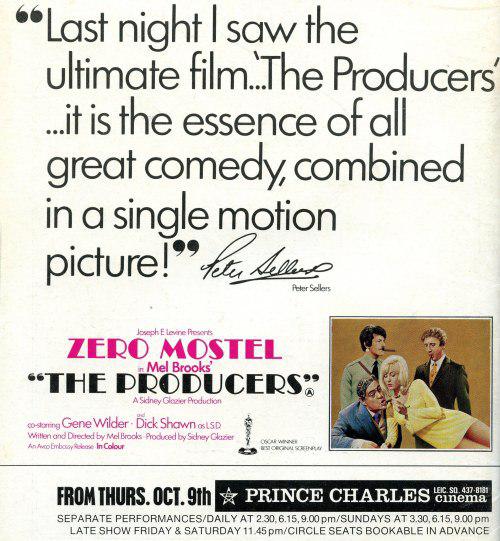 “Last night I saw the
ultimate film...‘The Producers’
...it is the essence of all
great comedy, combined
in a single motion
picture!” Peter Sellers
Peter Sellers
Joseph E Levine Presents
ZERO MOSTEL
in Mel Brooks’
“THE PRODUCERS” A
A Sidney Glazier Production
co-starring Gene Wilder · and Dick Shawn as L.S.D
Written and Directed by Mel Brooks · Produced by Sidney Glazier
An Avco Embassy Release In Colour
OSCAR WINNER
BEST ORIGINAL SCREENPLAY
FROM THURS. OCT. 9th PRINCE CHARLES LEIC. SQ. 437-8181 cinema
SEPARATE PERFORMANCES/DAILY AT 2.30, 6.15, 9.00 pm/SUNDAYS AT 3.30, 6.15, 9.00 pm
LATE SHOW FRIDAY & SATURDAY 11.45 pm/CIRCLE SEATS BOOKABLE IN ADVANCE